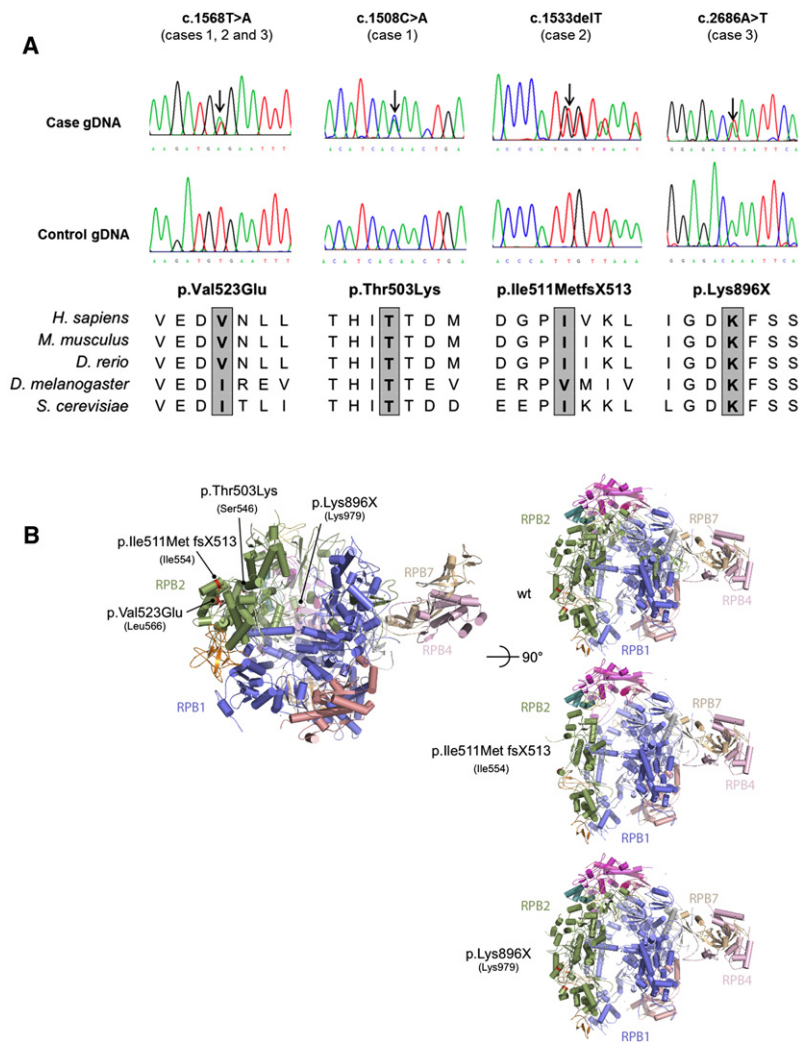 A
c.1568T>A c.1508C>A c.1533delT c.2686A>T
(cases 1, 2 and 3) (case 1) (case 2) (case 3)
Case gDNA
A A G A T G A G A A T T T A C A T C A C A A C T G A G G A G A C T A A T T C A
Control gDNA
A A G A T G T G A A T T T A C A T C A C A A C T G A A C C C A T T G T T A A A G G A G A C A A A T T C A
p.Val523Glu p.Thr503Lys p.Ile511MetfsX513 p.Lys896X
H. sapiens V E D V N L L T H I T T D M D G P I V K L I G D K F S S
M. musculus V E D V N L L T H I T T D M D G P I I K L I G D K F S S
D. rerio V E D V N L L T H I T T D M D G P I I K L I G D K F S S
D. melanogaster V E D I R E V T H I T T E V E R P V M I V I G D K F S S
S. cerevisiae V E D I T L I T H I T T D D E E P I K K L L G D K F S S
B
p.Thr503Lys
(Ser546)
p.Lys896X
(Lys979)
p.Ile511Met fsX513
(Ile554)
RPB2
p.Val523Glu
(Leu566)
RPB7
RPB4
RPB1
90°
RPB2
RPB7
wt
RPB4
RPB1
RPB2
RPB7
p.Ile511Met fsX513
(Ile554)
RPB4
RPB1
RPB2
RPB7
p.Lys896X
(Lys979)
RPB4
RPB1